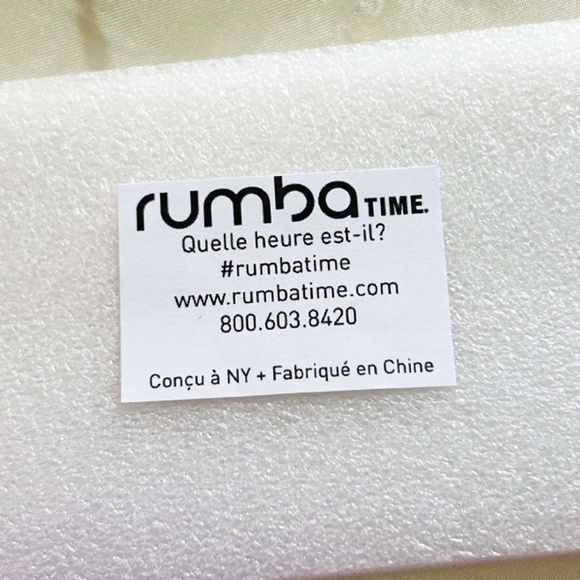 rumba TIME.
Quelle heure est-il?
#rumbatime
www.rumbatime.com
800.603.8420
Conçu à NY + Fabriqué en Chine